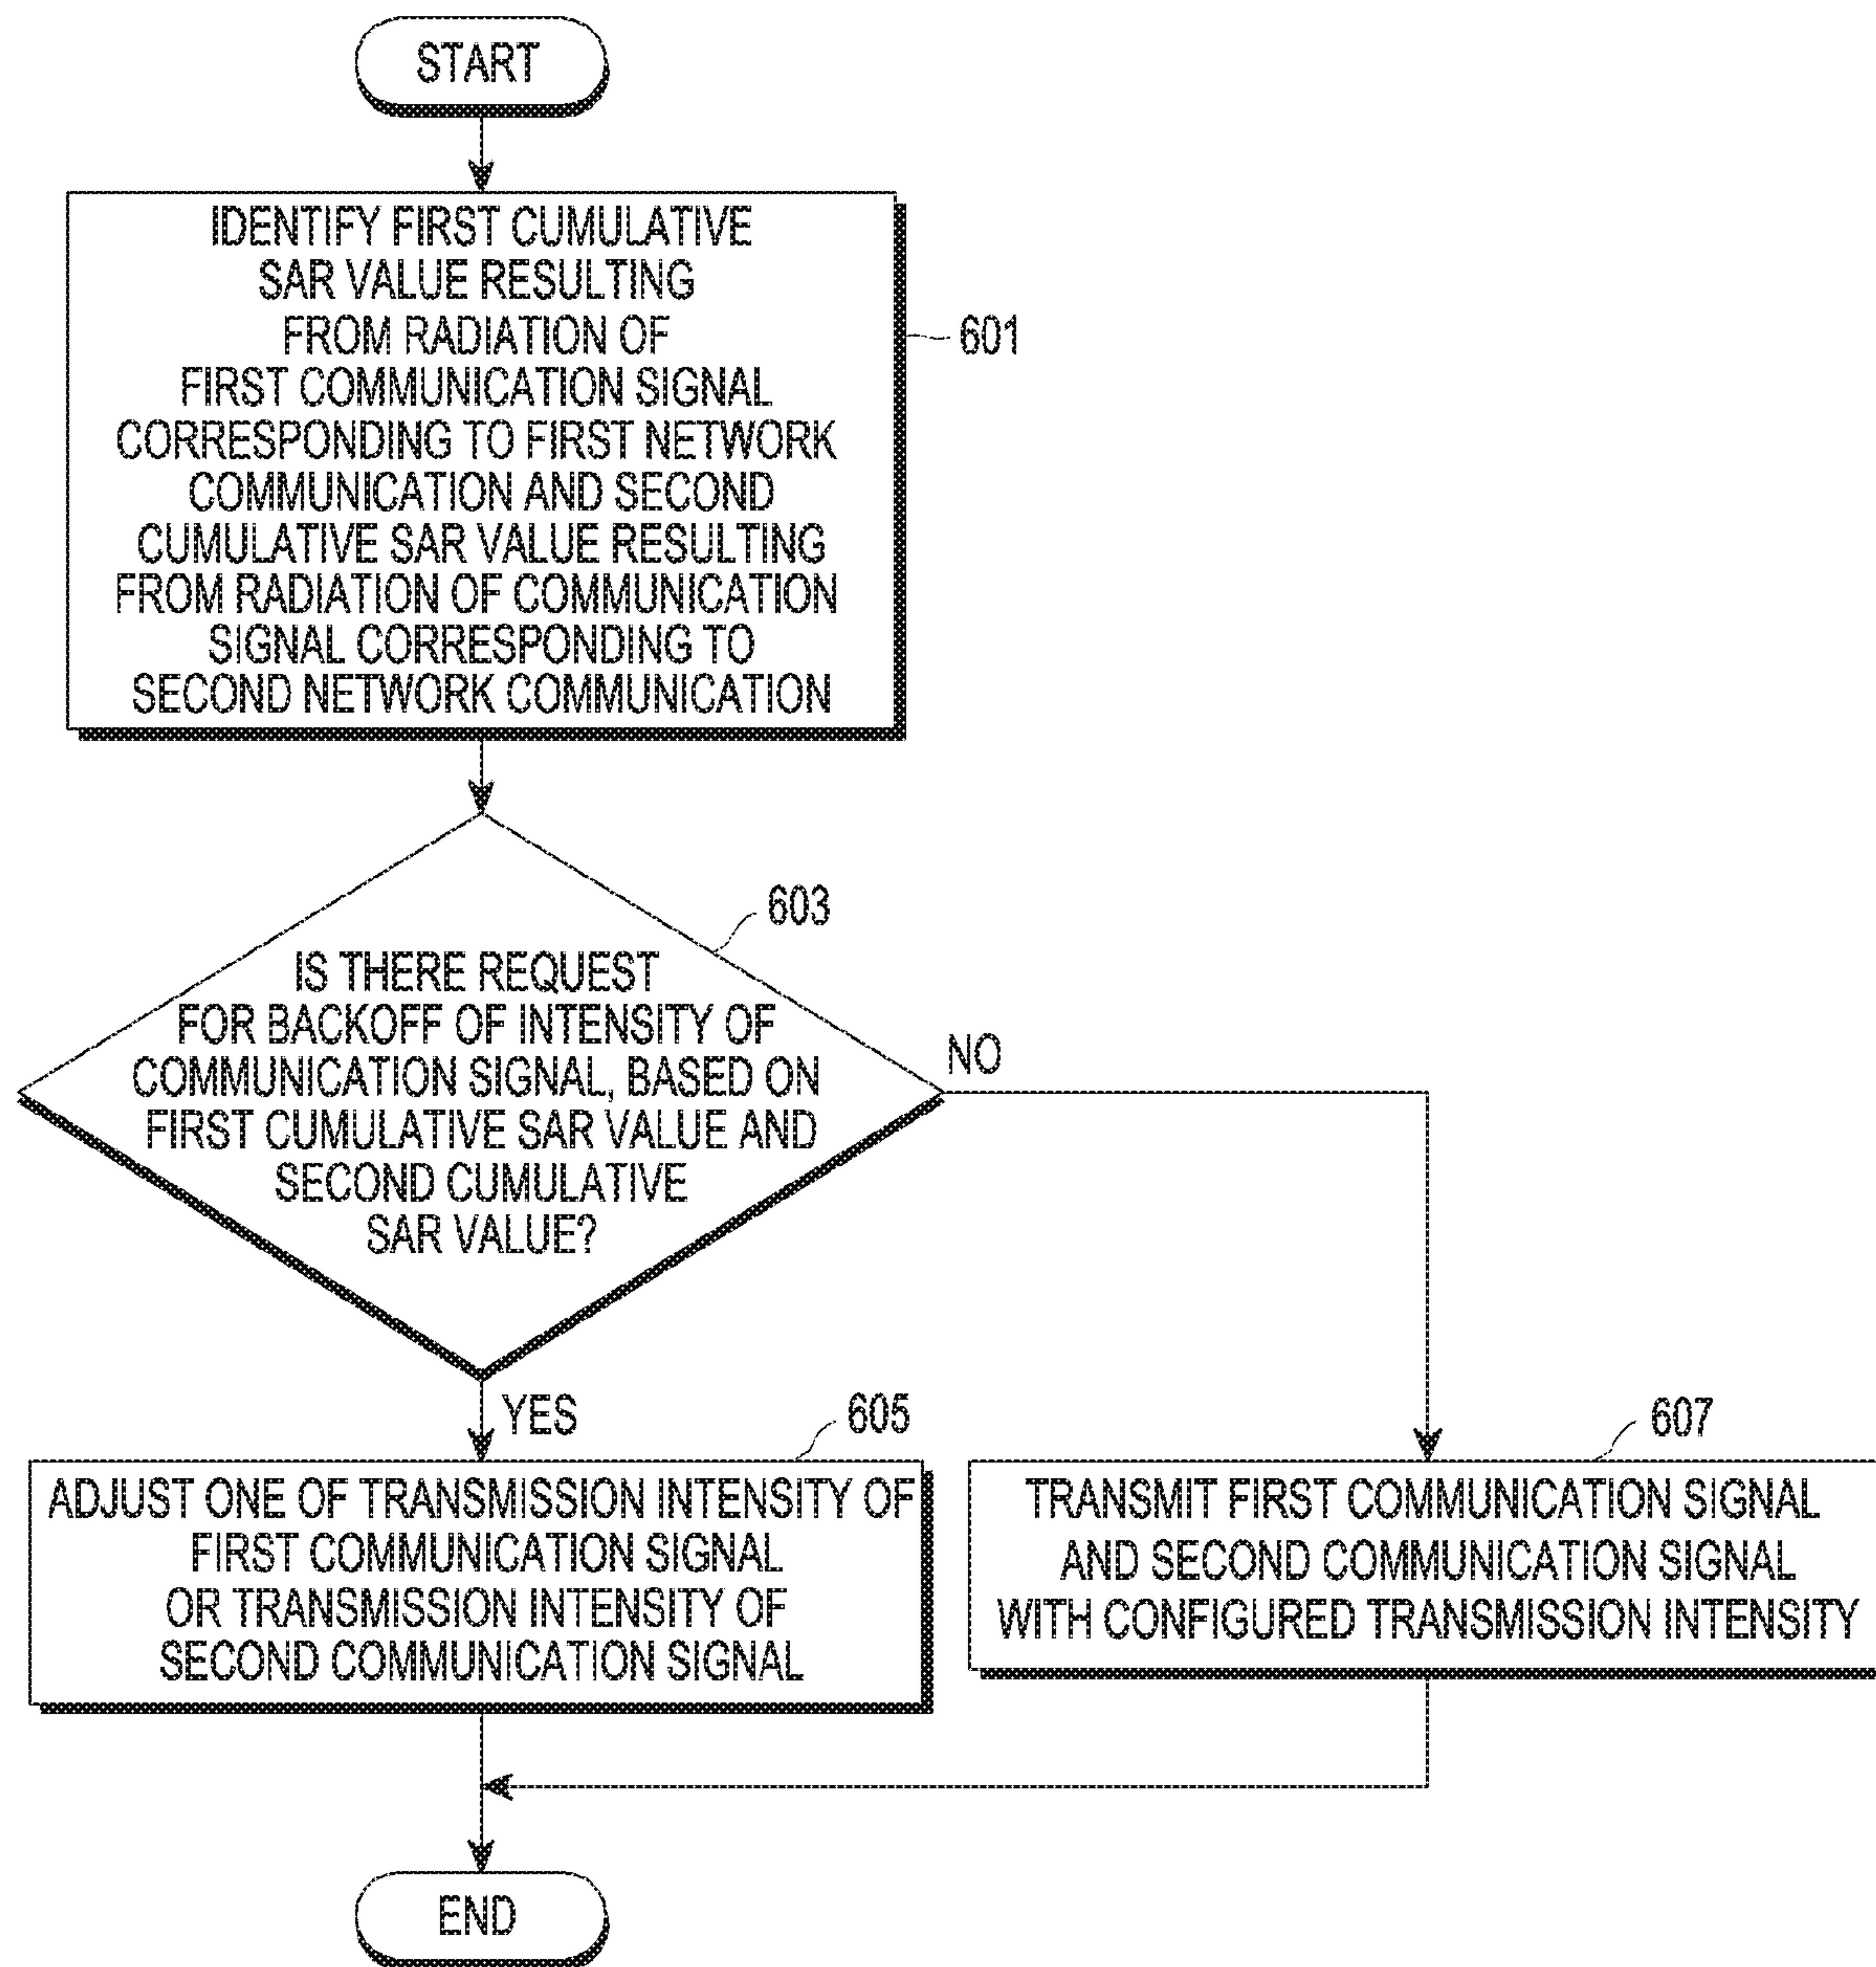 START
IDENTIFY FIRST CUMULATIVE
SAR VALUE RESULTING
FROM RADIATION OF
FIRST COMMUNICATION SIGNAL
CORRESPONDING TO FIRST NETWORK
COMMUNICATION AND SECOND
CUMULATIVE SAR VALUE RESULTING
FROM RADIATION OF COMMUNICATION
SIGNAL CORRESPONDING TO
SECOND NETWORK COMMUNICATION
601
603
IS THERE REQUEST
FOR BACKOFF OF INTENSITY OF
COMMUNICATION SIGNAL, BASED ON
FIRST CUMULATIVE SAR VALUE AND
SECOND CUMULATIVE
SAR VALUE?
NO
YES
605
ADJUST ONE OF TRANSMISSION INTENSITY OF
FIRST COMMUNICATION SIGNAL
OR TRANSMISSION INTENSITY OF
SECOND COMMUNICATION SIGNAL
607
TRANSMIT FIRST COMMUNICATION SIGNAL
AND SECOND COMMUNICATION SIGNAL
WITH CONFIGURED TRANSMISSION INTENSITY
END